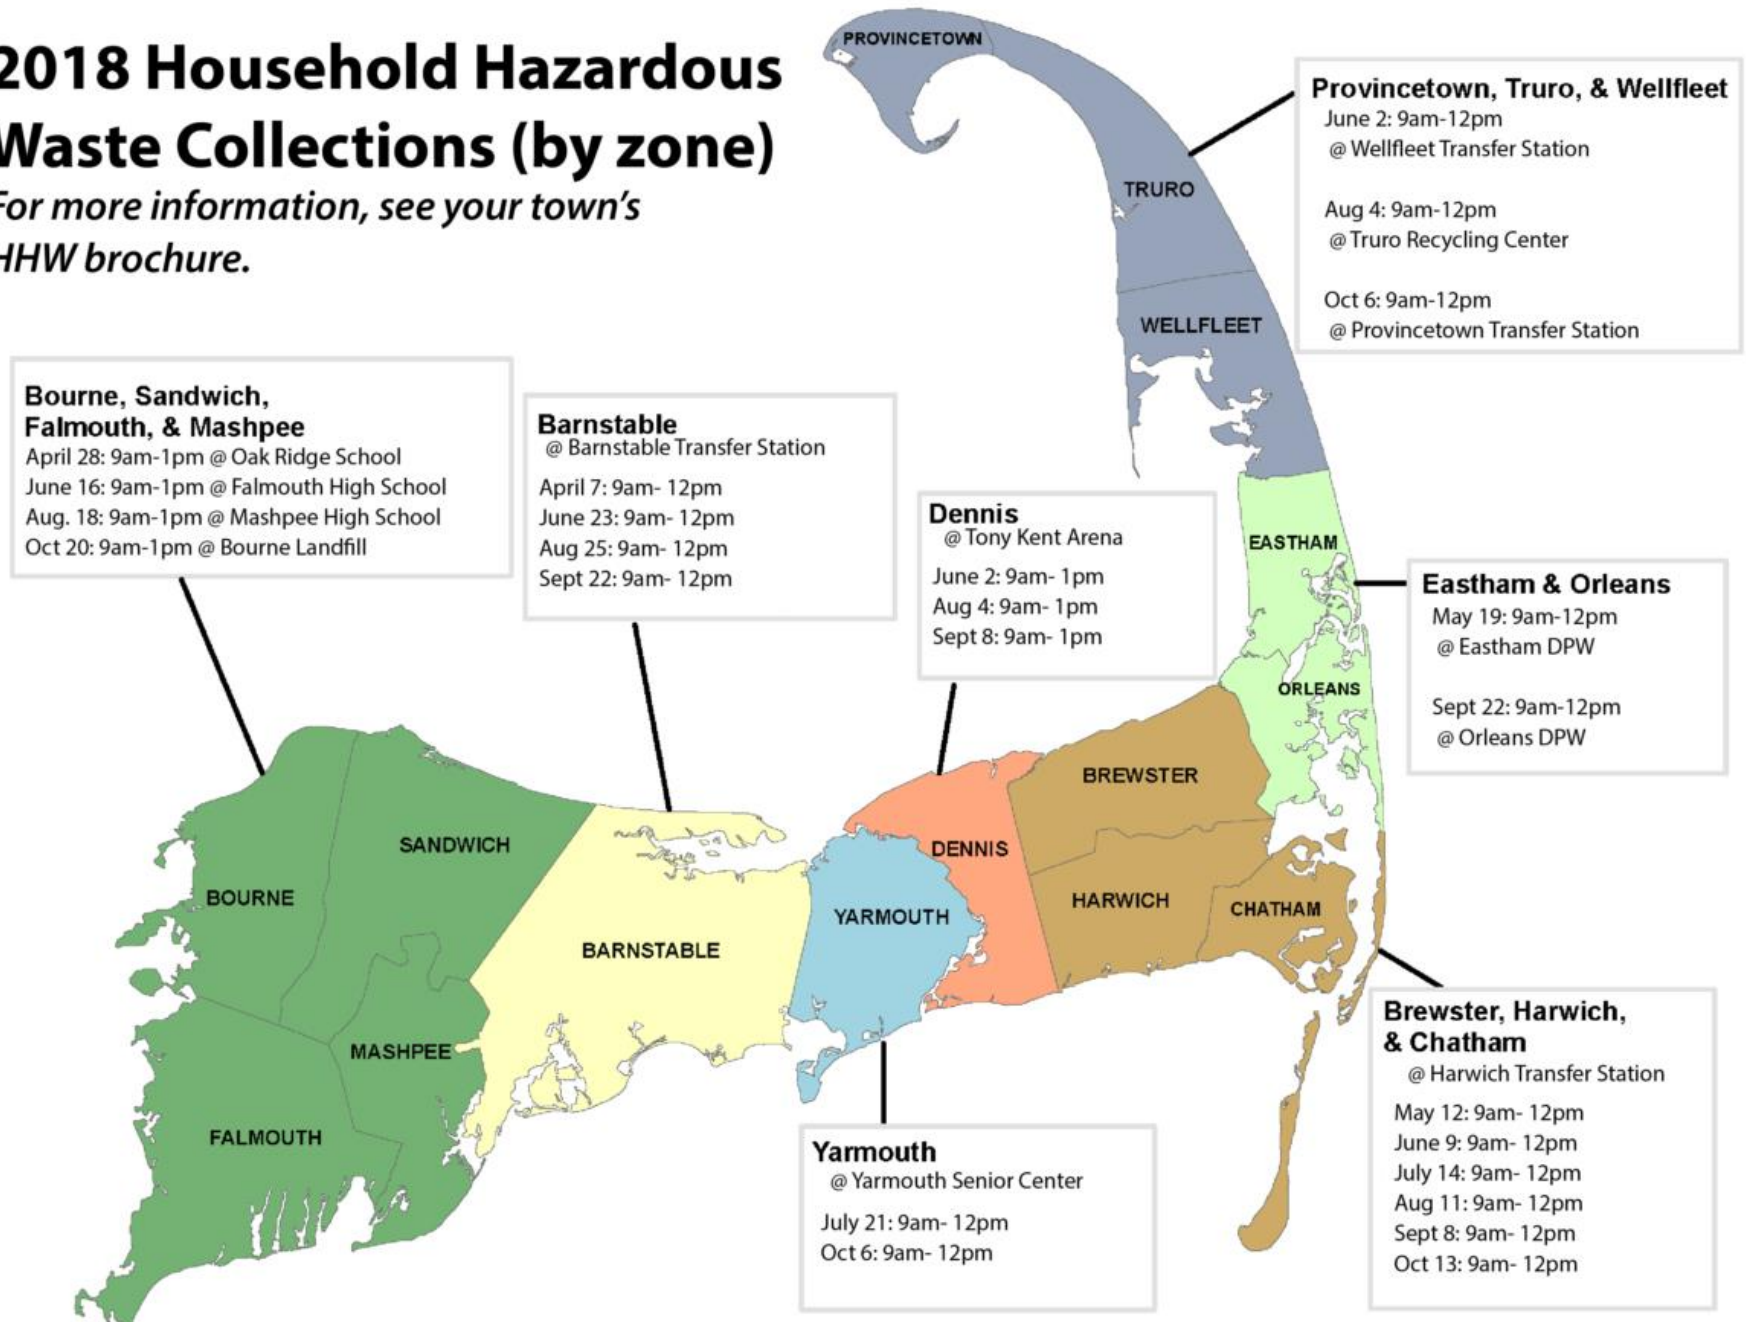 2018 Household Hazardous
Waste Collections (by zone)
For more information, see your town's
HHW brochure.
PROVINCETOWN
TRURO
WELLFLEET
Provincetown, Truro, & Wellfleet
June 2: 9am-12pm
@ Wellfleet Transfer Station
Aug 4: 9am-12pm
@ Truro Recycling Center
Oct 6: 9am-12pm
@ Provincetown Transfer Station
Bourne, Sandwich,
Falmouth, & Mashpee
April 28: 9am-1pm @ Oak Ridge School
June 16: 9am-1pm @ Falmouth High School
Aug. 18: 9am-1pm @ Mashpee High School
Oct 20: 9am-1pm @ Bourne Landfill
Barnstable
@ Barnstable Transfer Station
April 7: 9am- 12pm
June 23: 9am- 12pm
Aug 25: 9am- 12pm
Sept 22: 9am- 12pm
Dennis
@ Tony Kent Arena
June 2: 9am- 1pm
Aug 4: 9am- 1pm
Sept 8: 9am- 1pm
EASTHAM
ORLEANS
Eastham & Orleans
May 19: 9am-12pm
@ Eastham DPW
Sept 22: 9am-12pm
@ Orleans DPW
BOURNE
SANDWICH
MASHPEE
FALMOUTH
BARNSTABLE
YARMOUTH
DENNIS
BREWSTER
HARWICH
CHATHAM
Yarmouth
@ Yarmouth Senior Center
July 21: 9am- 12pm
Oct 6: 9am- 12pm
Brewster, Harwich,
& Chatham
@ Harwich Transfer Station
May 12: 9am- 12pm
June 9: 9am- 12pm
July 14: 9am- 12pm
Aug 11: 9am- 12pm
Sept 8: 9am- 12pm
Oct 13: 9am- 12pm